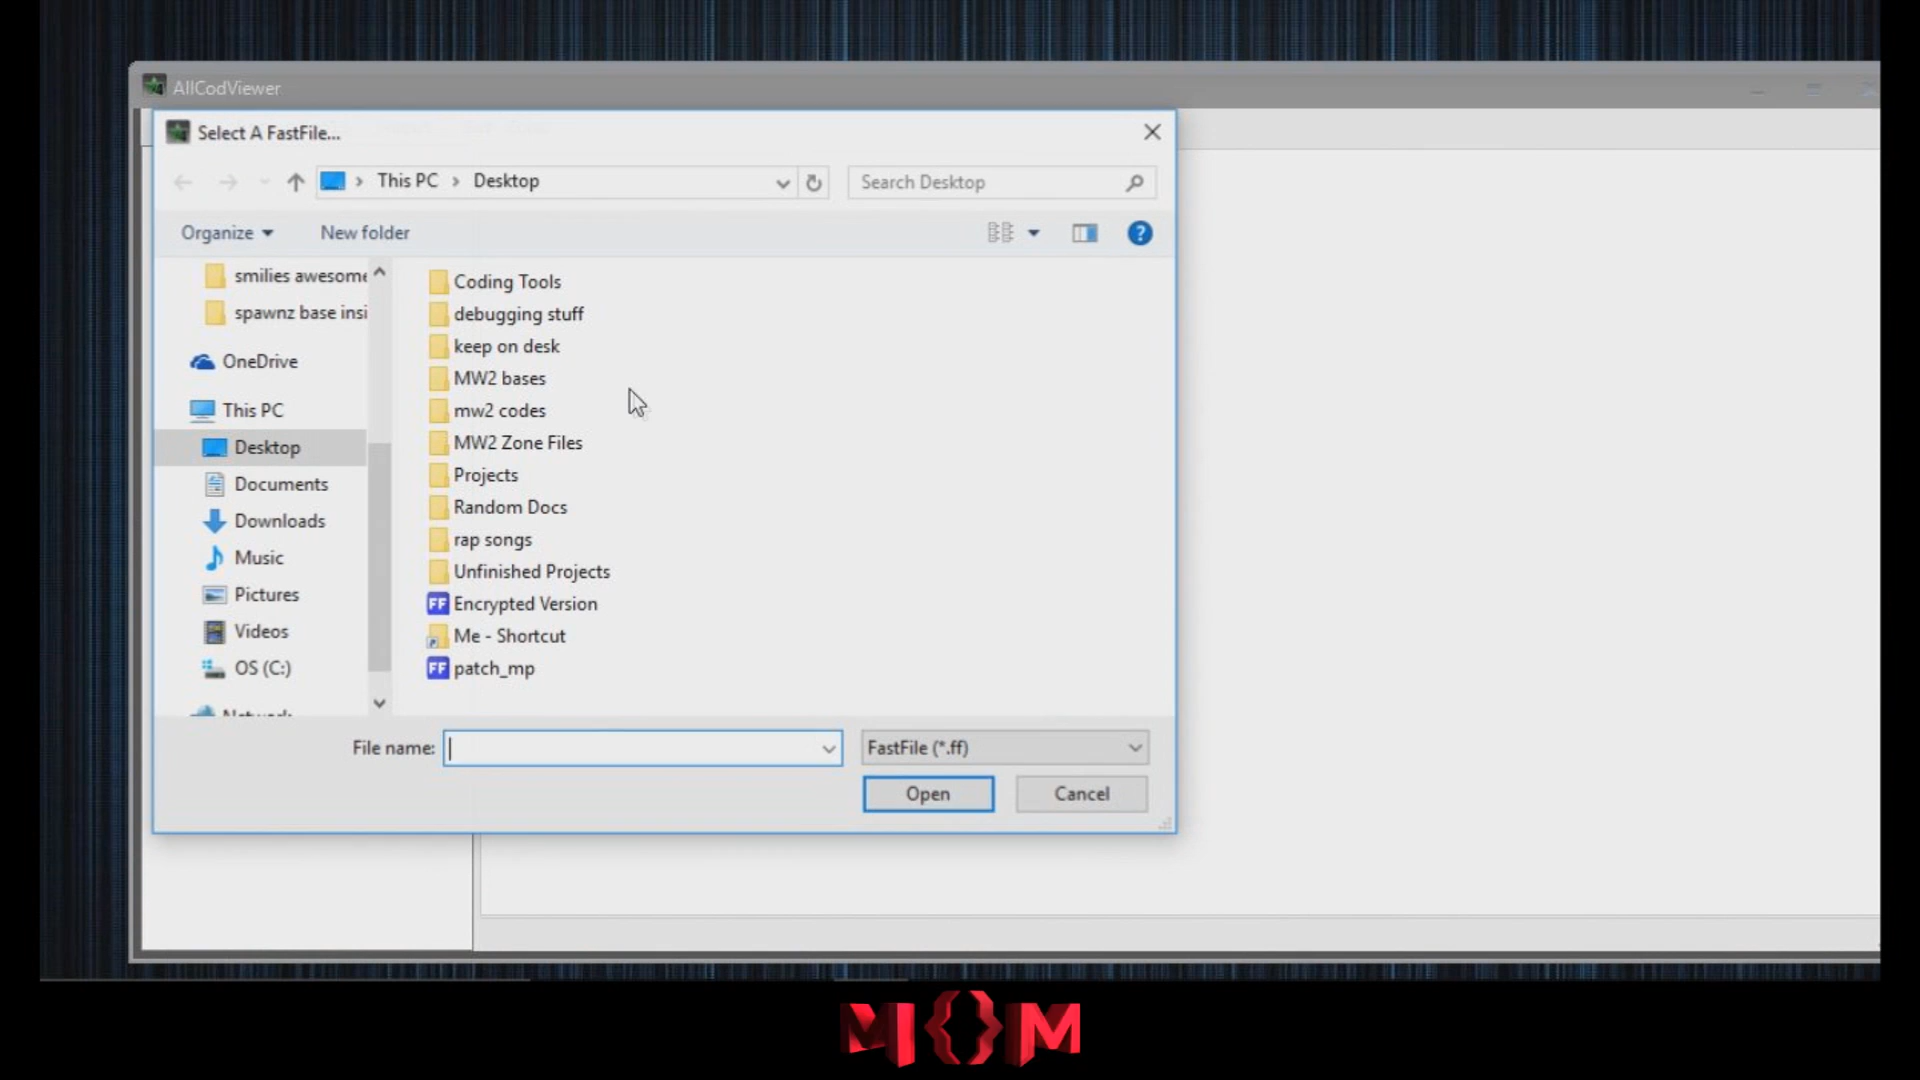 AllCodViewer
Select A FastFile...
This PC
Desktop
Search Desktop
Organize
New folder
smilies awesome
spawnz base insi
OneDrive
This PC
Desktop
Documents
Downloads
Music
Pictures
Videos
OS (C:)
Coding Tools
debugging stuff
keep on desk
MW2 bases
mw2 codes
MW2 Zone Files
Projects
Random Docs
rap songs
Unfinished Projects
FF Encrypted Version
Me - Shortcut
FF patch_mp
File name:
FastFile (*.ff)
Open
Cancel
M{}M